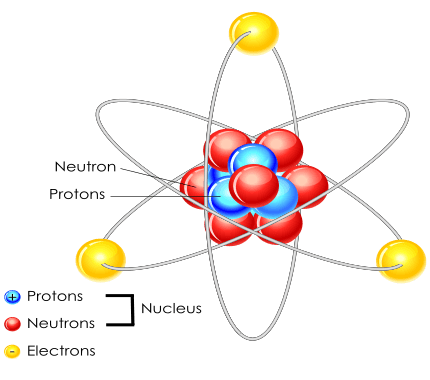 Neutron
Protons
+ Protons
Nucleus
Neutrons
- Electrons